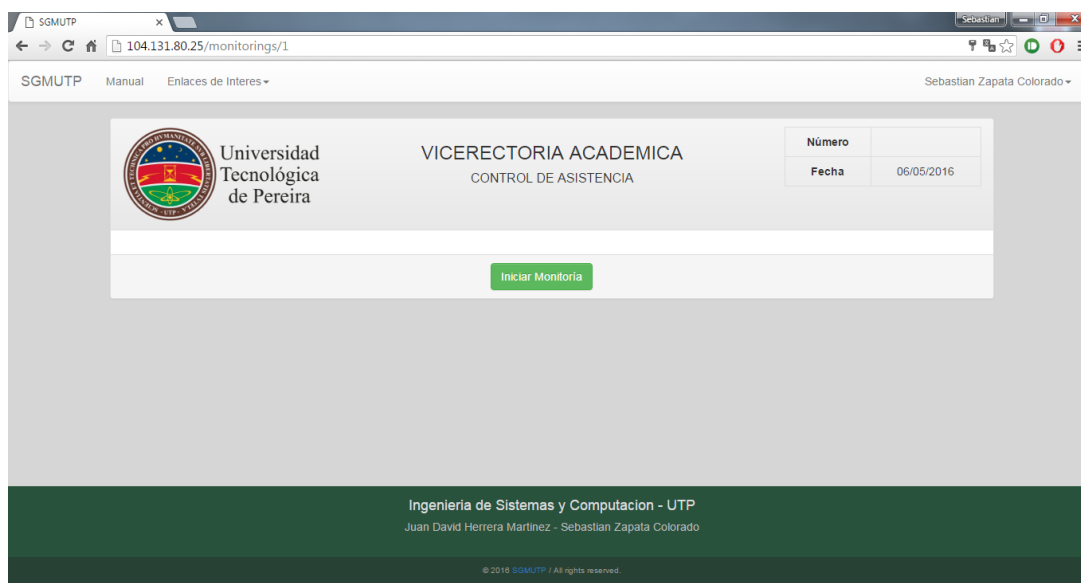 SGMUTP
Sebastian
104.131.80.25/monitorings/1
SGMUTP Manual Enlaces de Interes Sebastian Zapata Colorado
Universidad
Tecnológica
de Pereira
VICERECTORIA ACADEMICA
CONTROL DE ASISTENCIA
Número
Fecha 06/05/2016
Iniciar Monitoría
Ingenieria de Sistemas y Computacion - UTP
Juan David Herrera Martinez - Sebastian Zapata Colorado
© 2016 SGMUTP / All rights reserved.